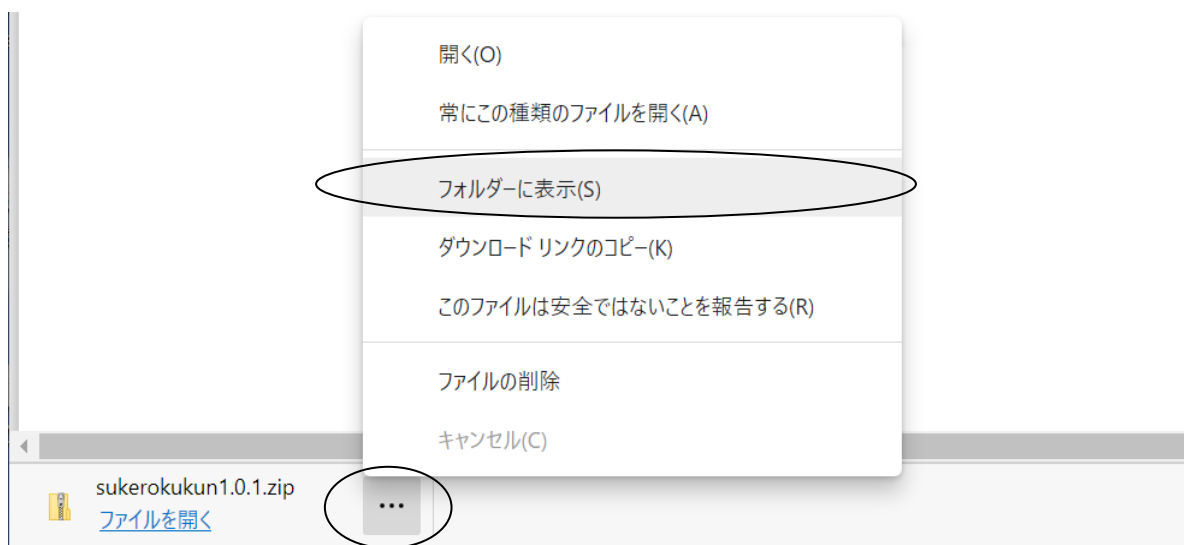 開く(O)
常にこの種類のファイルを開く(A)
フォルダーに表示(S)
ダウンロード リンクのコピー(K)
このファイルは安全ではないことを報告する(R)
ファイルの削除
キャンセル(C)
sukerokukun1.0.1.zip
ファイルを開く
…